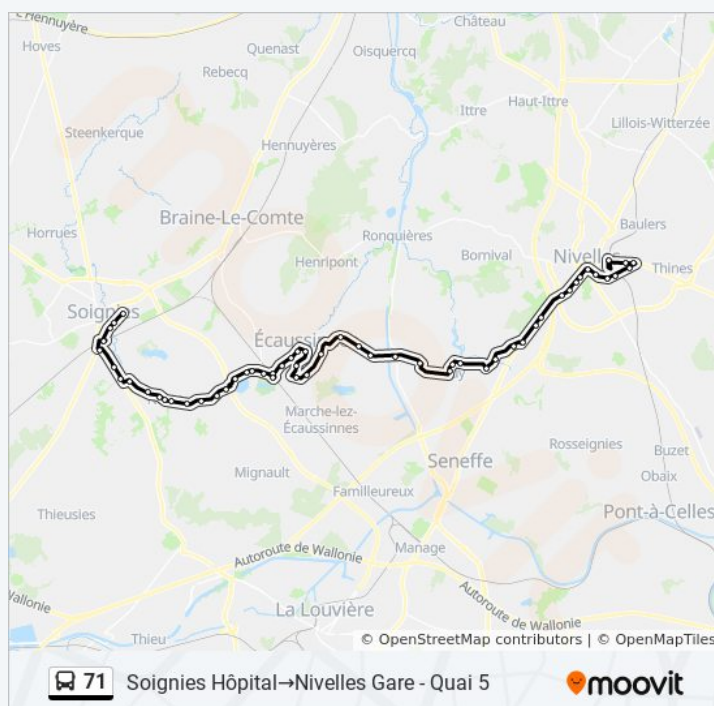 Château
d'Hennuyer
Hoves
Quenast
Oisquercq
Rebecq
Ittre
Haut-Ittre
Steenkerque
Lillois-Witterzée
Hennuyères
Braine-Le-Comte
Baulers
Horrues
Ronquières
Henripont
Bornival
Nivelles
Thines
Soignies
Écaussin
Marche-lez-
Écaussinnes
Rosseignies
Buzet
Seneffe
Mignault
Obaix
Familleureux
Thieusies
Pont-à-Celles
Manage
Autoroute de Wallonie
Wallonie
La Louvière
Autoroute de Wallonie
Thieu
© OpenStreetMap contributors | © OpenMapTiles
71 Soignies Hôpital→Nivelles Gare - Quai 5 moovit